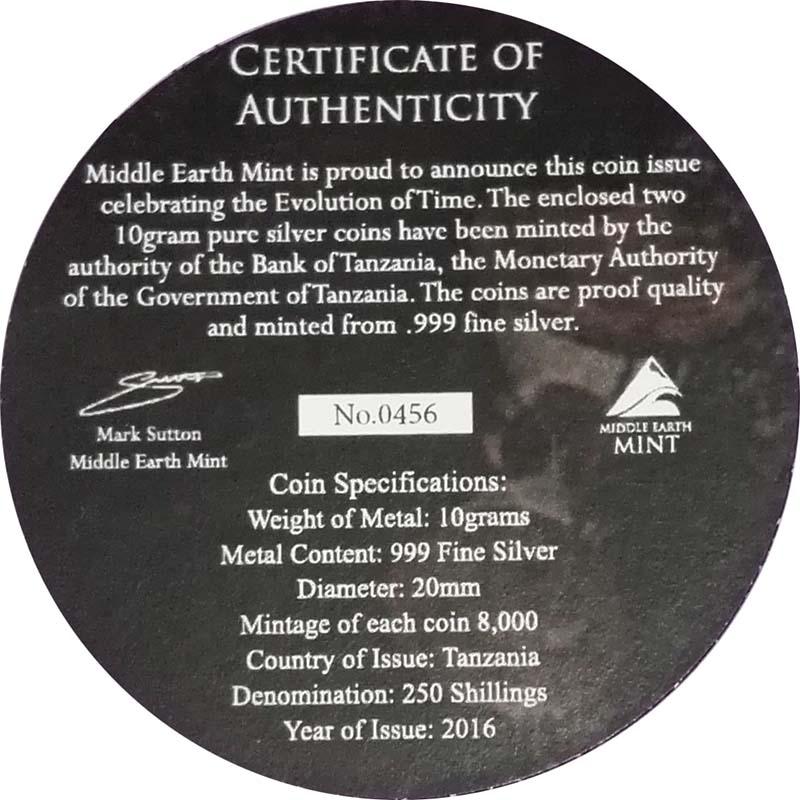 CERTIFICATE OF
AUTHENTICITY
Middle Earth Mint is proud to announce this coin issue
celebrating the Evolution of Time. The enclosed two
10gram pure silver coins have been minted by the
authority of the Bank of Tanzania, the Monetary Authority
of the Government of Tanzania. The coins are proof quality
and minted from .999 fine silver.
Mark Sutton
Middle Earth Mint
No.0456
MIDDLE EARTH
MINT
Coin Specifications:
Weight of Metal: 10grams
Metal Content: 999 Fine Silver
Diameter: 20mm
Mintage of each coin 8,000
Country of Issue: Tanzania
Denomination: 250 Shillings
Year of Issue: 2016